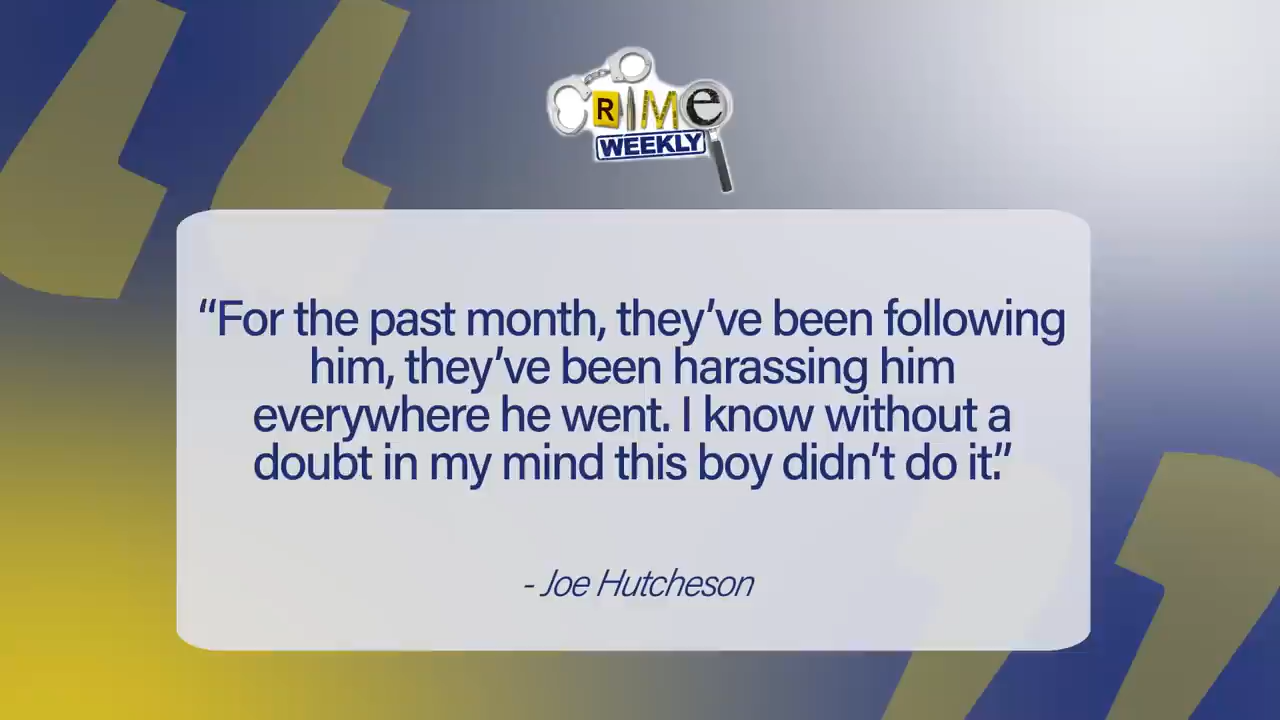 CRIME
WEEKLY
“For the past month, they’ve been following
him, they’ve been harassing him
everywhere he went. I know without a
doubt in my mind this boy didn’t do it.”
- Joe Hutcheson